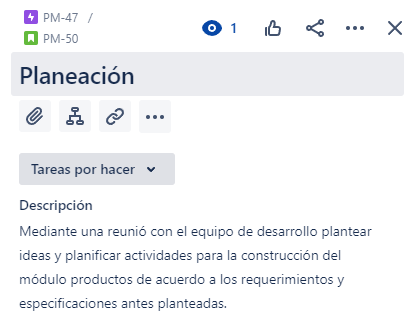 PM-47 /
PM-50
1
Planeación
Tareas por hacer
Descripción
Mediante una reunió con el equipo de desarrollo plantear
ideas y planificar actividades para la construcción del
módulo productos de acuerdo a los requerimientos y
especificaciones antes planteadas.